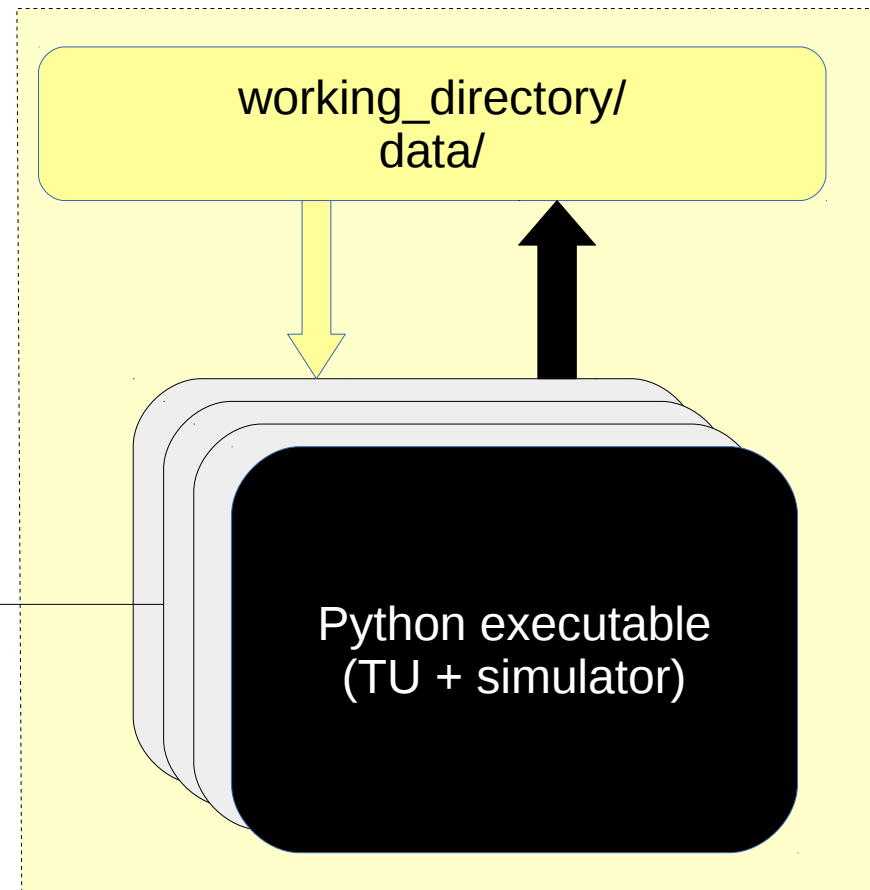 working_directory/
data/
Python executable
(TU + simulator)